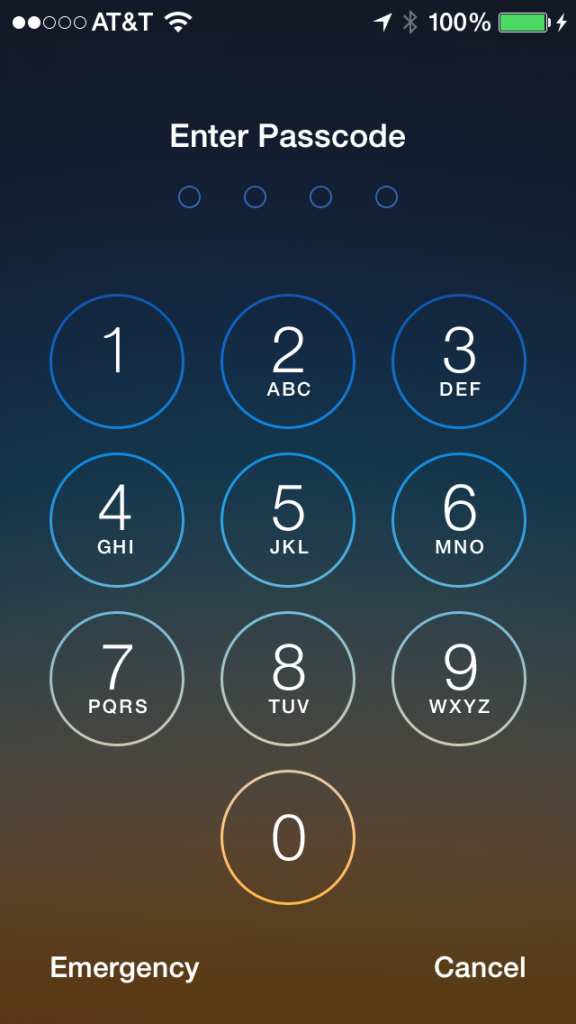 AT&T 100%
Enter Passcode
1 2 3
ABC DEF
4 5 6
GHI JKL MNO
7 8 9
PQRS TUV WXYZ
0
Emergency Cancel